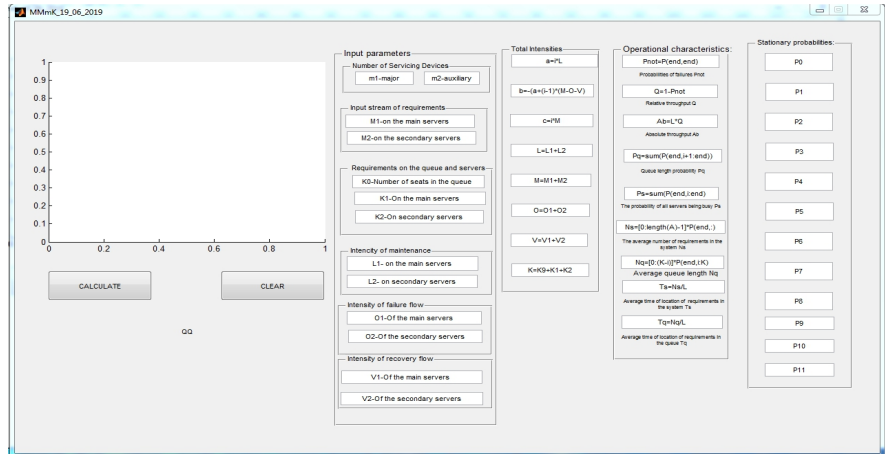 MMmK_19_06_2019
1
0.9
0.8
0.7
0.6
0.5
0.4
0.3
0.2
0.1
0
0 0.2 0.4 0.6 0.8 1
CALCULATE
CLEAR
QQ
Input parameters
Number of Servicing Devices
m1-major
m2-auxiliary
Input stream of requirements
M1-on the main servers
M2-on the secondary servers
Requirements on the queue and servers
K0-Number of seats in the queue
K1-On the main servers
K2-On secondary servers
Intencity of maintenance
L1- on the main servers
L2- on secondary servers
Intensity of failure flow
O1-Of the main servers
O2-Of the secondary servers
Intensity of recovery flow
V1-Of the main servers
V2-Of the secondary servers
Total Intensities
a=i*L
b=-(a+(i-1)*(M-O-V)
c=i*M
L=L1+L2
M=M1+M2
O=O1+O2
V=V1+V2
K=K9+K1+K2
Operational characteristics:
Pnot=P(end,end)
Probabilities of failures Pnot
Q=1-Pnot
Relative throughput Q
Ab=L*Q
Absolute throughput Ab
Pq=sum(P(end,i+1:end))
Queue length probability Pq
Ps=sum(P(end,i:end)
The probability of all servers being busy Ps
Ns=[0:length(A)-1]*P(end,:)
The average number of requirements in the
system Na
Nq=[0:(K-i)]*P(end,i:K)
Average queue length Nq
Ts=Ns/L
Average time of location of requirements in
the system Ts
Tq=Nq/L
Average time of location of requirements in
the queue Tq
Stationary probabilities:
P0
P1
P2
P3
P4
P5
P6
P7
P8
P9
P10
P11